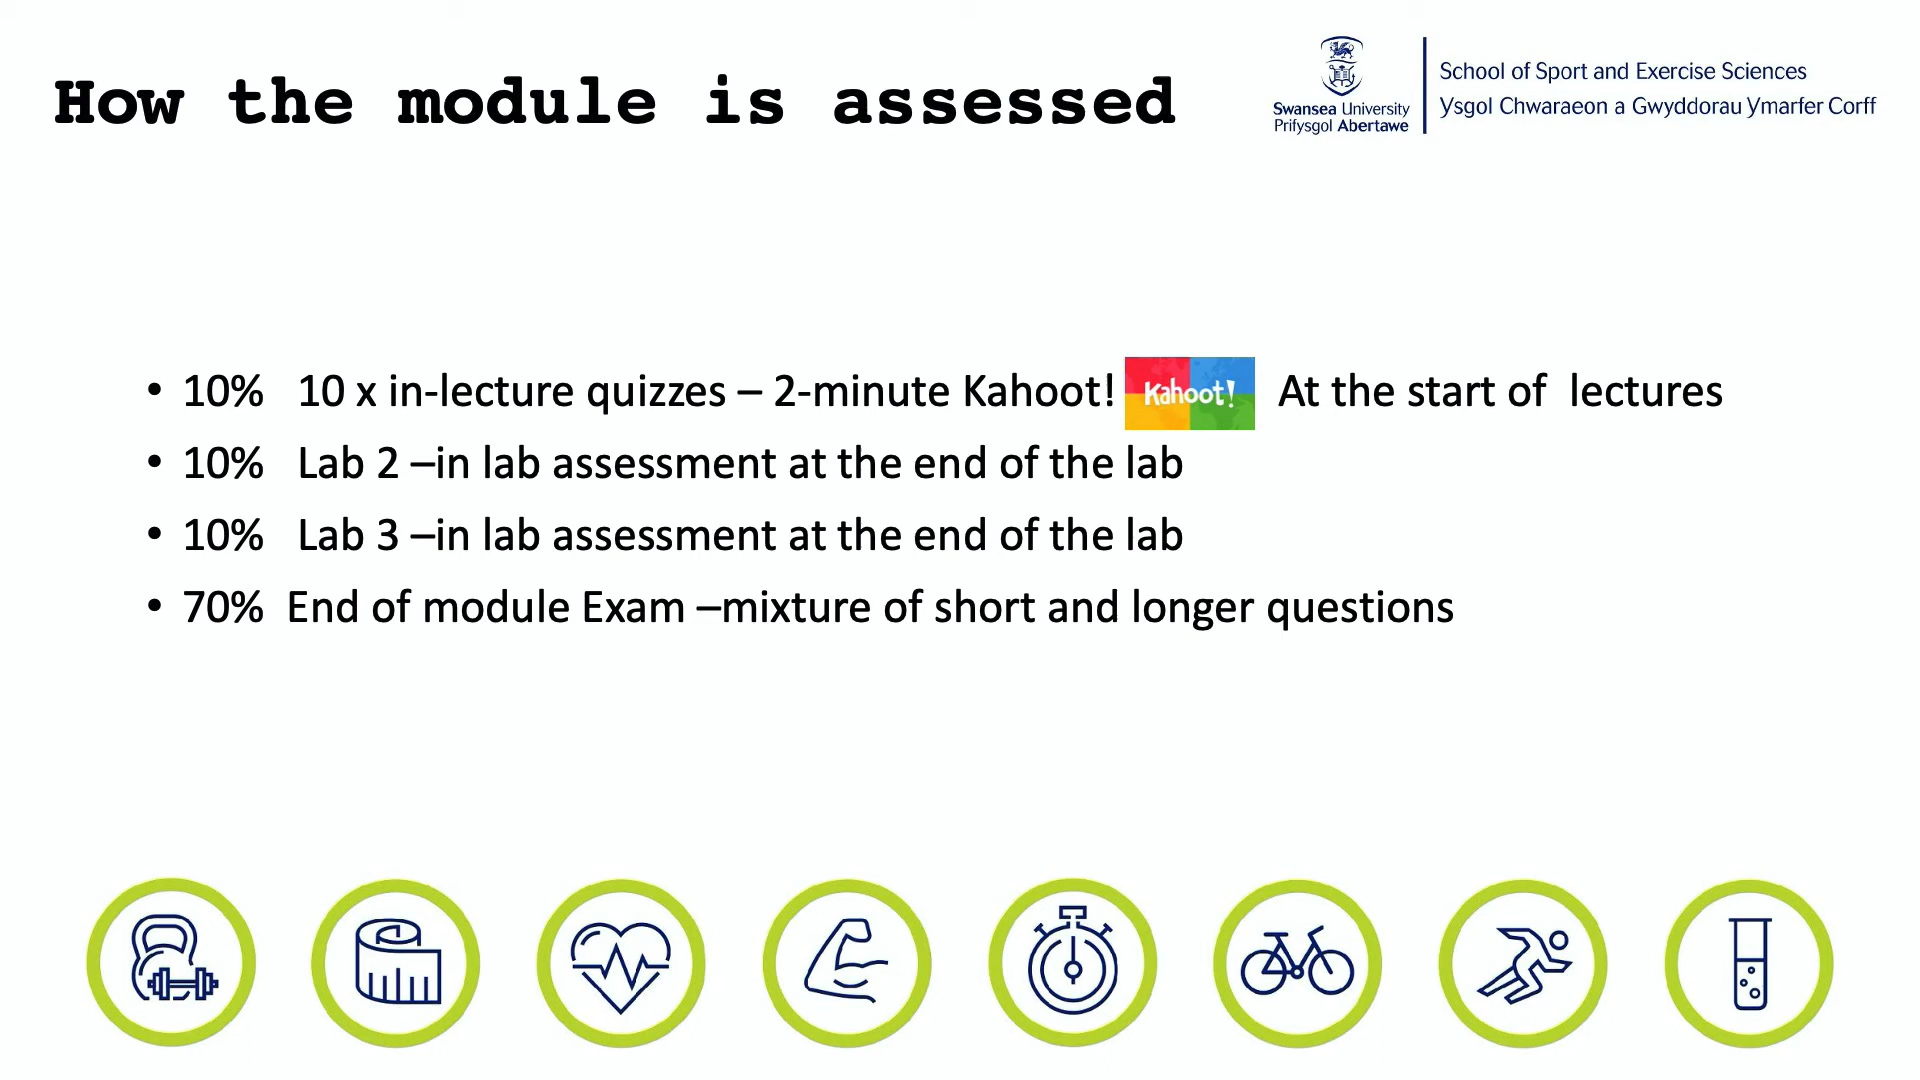 How the module is assessed
Swansea University
Prifysgol Abertawe
School of Sport and Exercise Sciences
Ysgol Chwaraeon a Gwyddorau Ymarfer Corff
• 10% 10 x in-lecture quizzes – 2-minute Kahoot! Kahoot! At the start of lectures
• 10% Lab 2 –in lab assessment at the end of the lab
• 10% Lab 3 –in lab assessment at the end of the lab
• 70% End of module Exam –mixture of short and longer questions